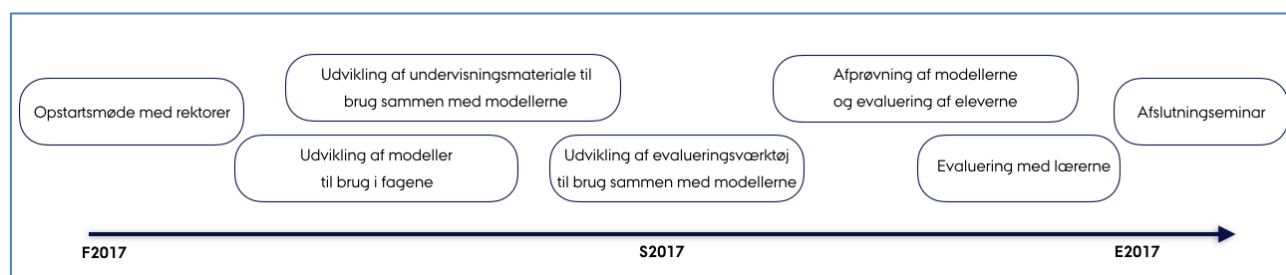 Opstartsmøde med rektorer
Udvikling af undervisningsmateriale til
brug sammen med modellerne
Udvikling af modeller
til brug i fagene
Udvikling af evalueringsværktøj
til brug sammen med modellerne
Afprøvning af modellerne
og evaluering af eleverne
Evaluering med lærerne
Afslutningseminar
F2017
S2017
E2017